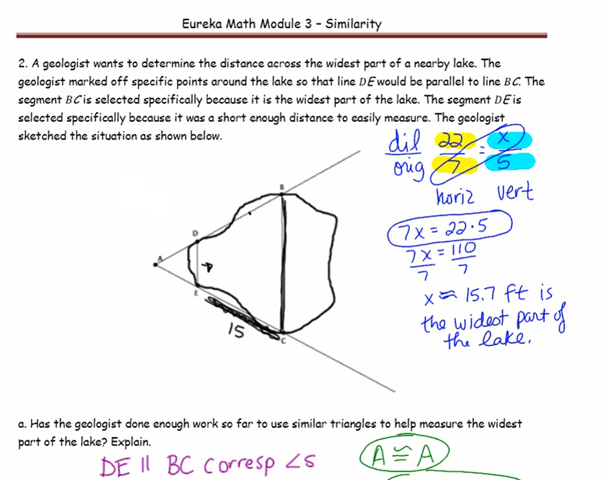 Eureka Math Module 3 – Similarity
2. A geologist wants to determine the distance across the widest part of a nearby lake. The
geologist marked off specific points around the lake so that line DE would be parallel to line BC. The
segment BC is selected specifically because it is the widest part of the lake. The segment DE is
selected specifically because it was a short enough distance to easily measure. The geologist
sketched the situation as shown below.
dil 22 = x
orig 7 5
horiz vert
7x = 22·5
7x = 110
7 7
x ≈ 15.7 ft is
the widest part of
the lake.
B
D
A
E
15
C
a. Has the geologist done enough work so far to use similar triangles to help measure the widest
part of the lake? Explain.
DE || BC corresp ∠s
A ≅ A